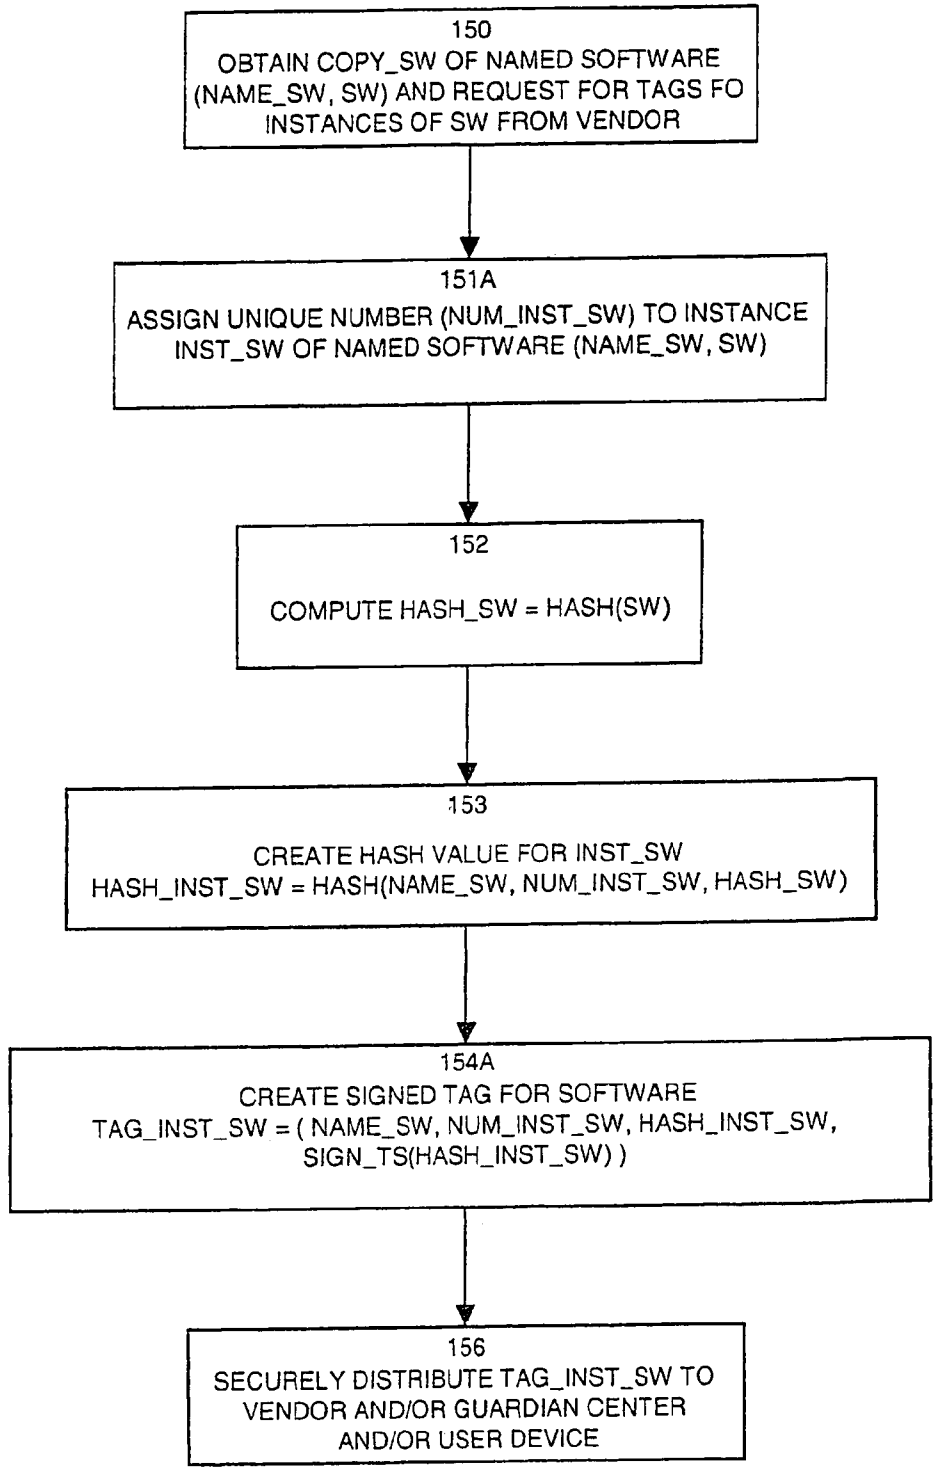 150
OBTAIN COPY_SW OF NAMED SOFTWARE
(NAME_SW, SW) AND REQUEST FOR TAGS FO
INSTANCES OF SW FROM VENDOR
151A
ASSIGN UNIQUE NUMBER (NUM_INST_SW) TO INSTANCE
INST_SW OF NAMED SOFTWARE (NAME_SW, SW)
152
COMPUTE HASH_SW = HASH(SW)
153
CREATE HASH VALUE FOR INST_SW
HASH_INST_SW = HASH(NAME_SW, NUM_INST_SW, HASH_SW)
154A
CREATE SIGNED TAG FOR SOFTWARE
TAG_INST_SW = ( NAME_SW, NUM_INST_SW, HASH_INST_SW,
SIGN_TS(HASH_INST_SW) )
156
SECURELY DISTRIBUTE TAG_INST_SW TO
VENDOR AND/OR GUARDIAN CENTER
AND/OR USER DEVICE